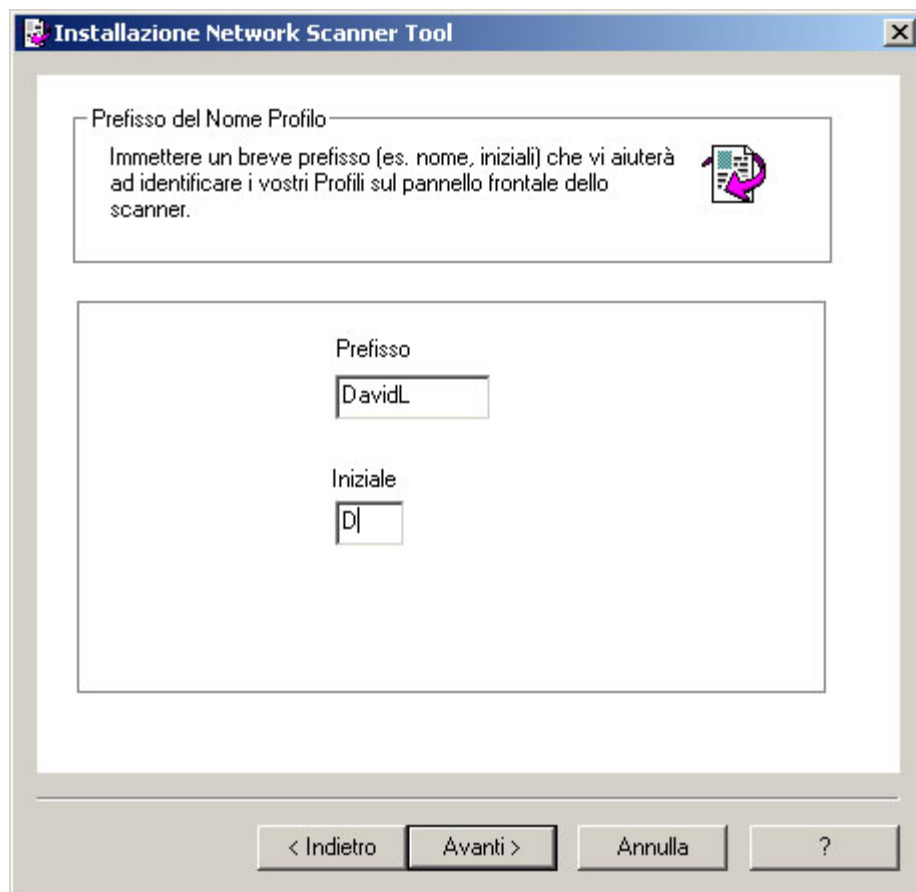 Installazione Network Scanner Tool
Prefisso del Nome Profilo
Immettere un breve prefisso (es. nome, iniziali) che vi aiuterà
ad identificare i vostri Profili sul pannello frontale dello
scanner.
Prefisso
DavidL
Iniziale
D
< Indietro
Avanti >
Annulla
?